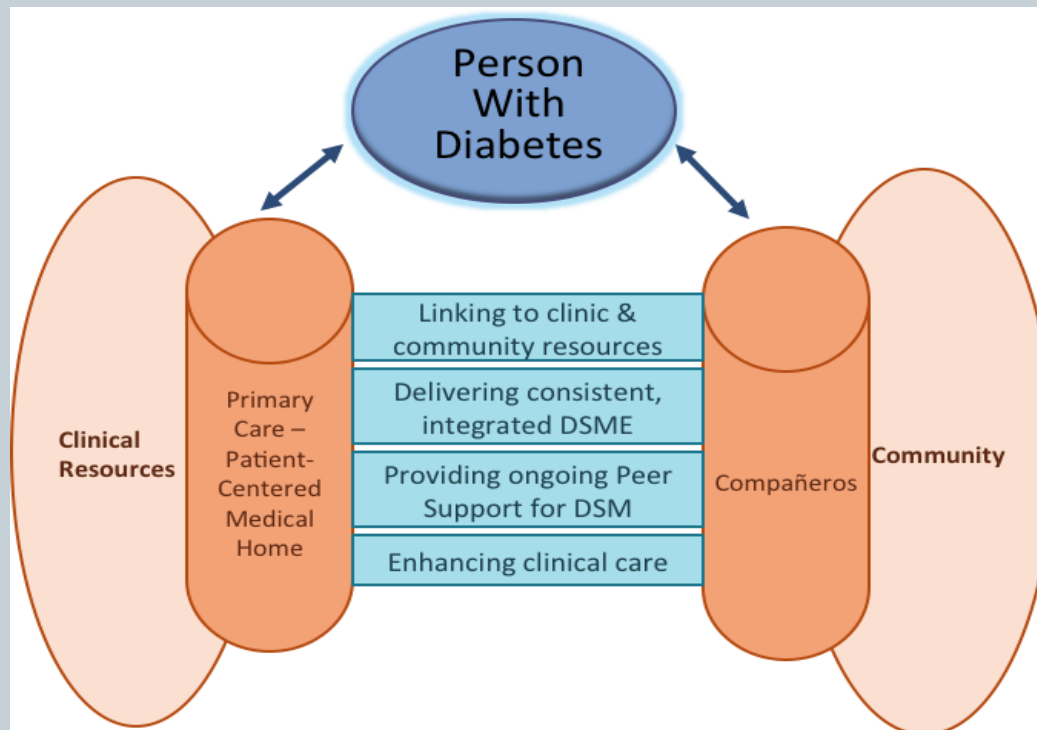 Person
With
Diabetes
Clinical
Resources
Primary
Care –
Patient-
Centered
Medical
Home
Linking to clinic &
community resources
Delivering consistent,
integrated DSME
Providing ongoing Peer
Support for DSM
Enhancing clinical care
Compañeros
Community